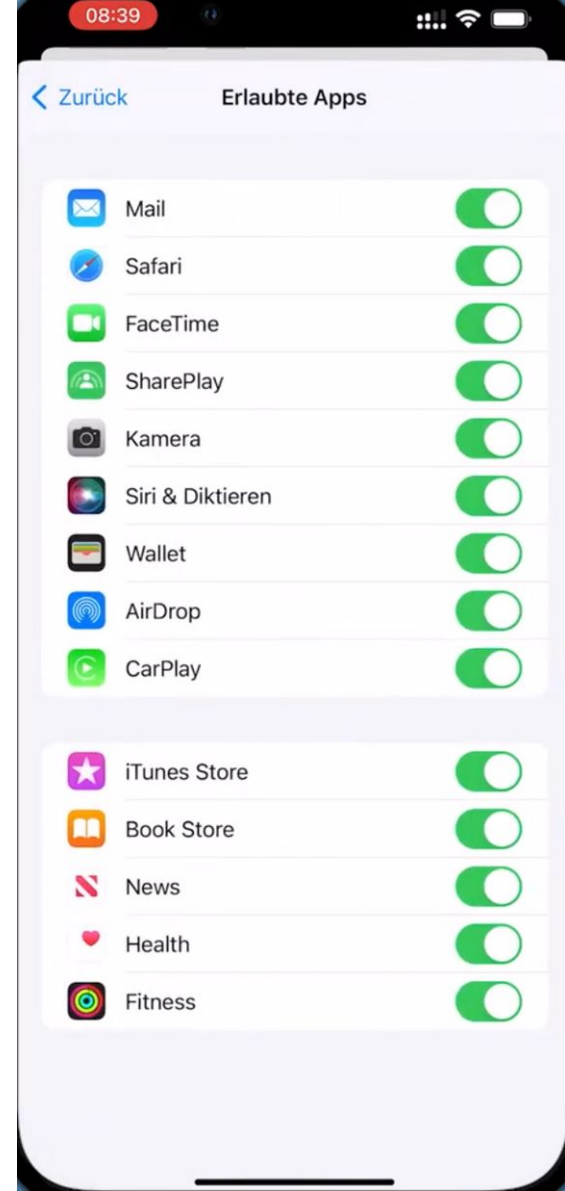 08:39
Zurück
Erlaubte Apps
Mail
Safari
FaceTime
SharePlay
Kamera
Siri & Diktieren
Wallet
AirDrop
CarPlay
iTunes Store
Book Store
News
Health
Fitness